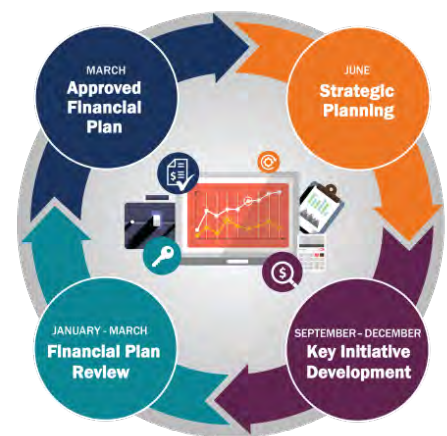 MARCH
Approved
Financial
Plan
JUNE
Strategic
Planning
$
$
JANUARY - MARCH
Financial Plan
Review
SEPTEMBER – DECEMBER
Key Initiative
Development